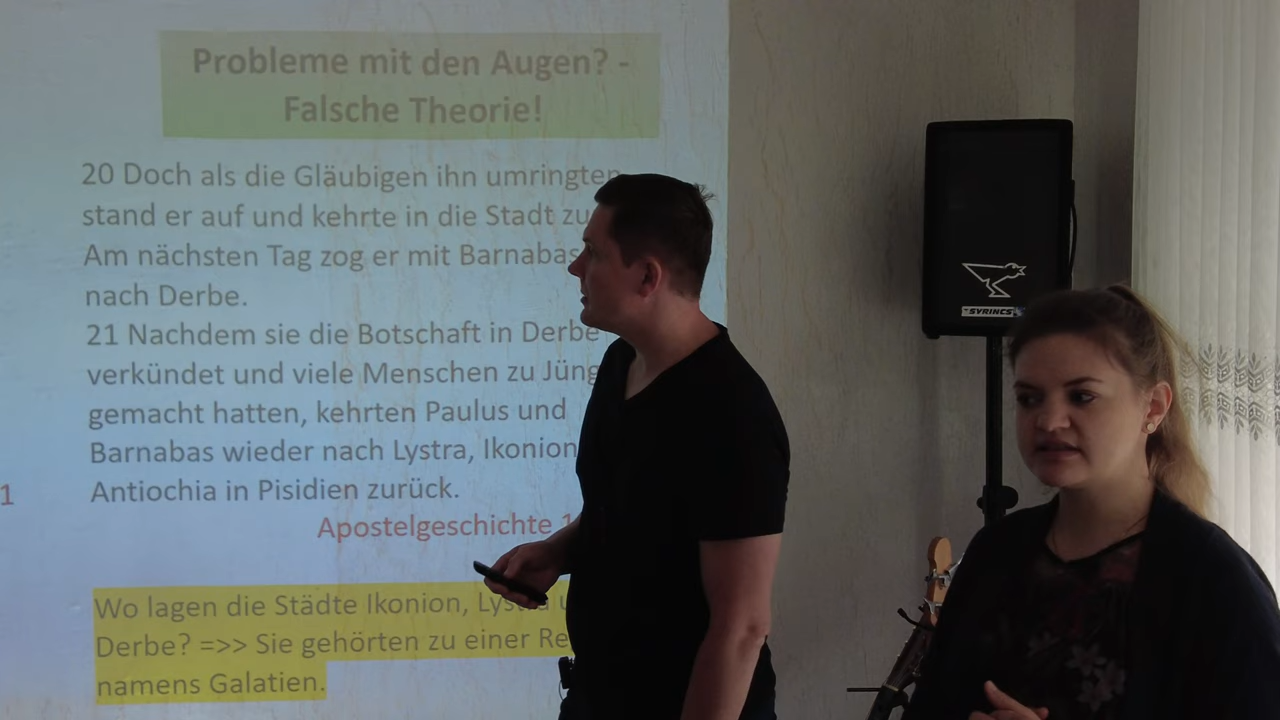 Probleme mit den Augen? -
Falsche Theorie!
20 Doch als die Gläubigen ihn umringten
stand er auf und kehrte in die Stadt zu
Am nächsten Tag zog er mit Barnabas
nach Derbe.
21 Nachdem sie die Botschaft in Derbe
verkündet und viele Menschen zu Jüng
gemacht hatten, kehrten Paulus und
Barnabas wieder nach Lystra, Ikonion
Antiochia in Pisidien zurück.
1
Apostelgeschichte 1
Wo lagen die Städte Ikonion, Lystra u
Derbe? =>> Sie gehörten zu einer Re
namens Galatien.
SYRINCS